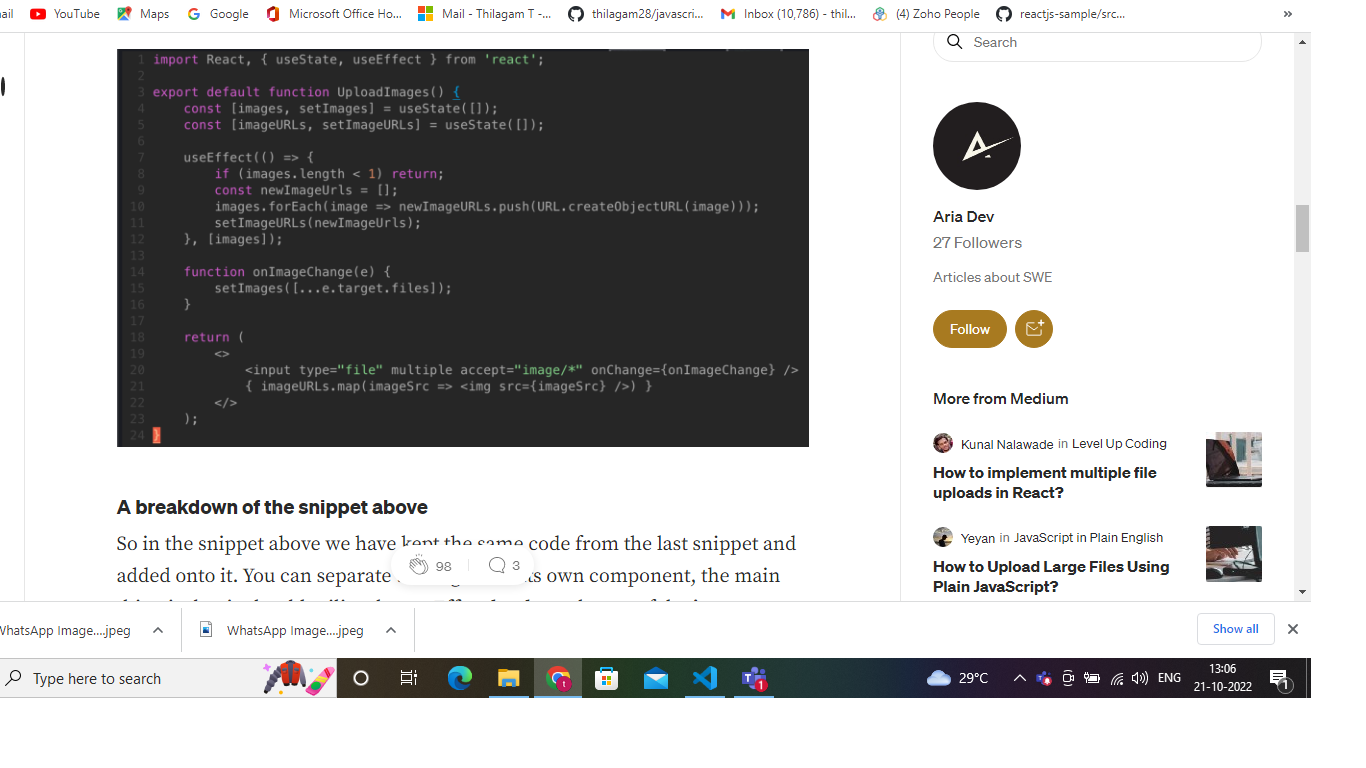 ail YouTube Maps Google Microsoft Office Ho... Mail - Thilagam T -... thilagam28/javascri... Inbox (10,786) - thil... (4) Zoho People reactjs-sample/src... »
1 import React, { useState, useEffect } from 'react';
2
3 export default function UploadImages() {
4 const [images, setImages] = useState([]);
5 const [imageURLs, setImageURLs] = useState([]);
6
7 useEffect(() => {
8 if (images.length < 1) return;
9 const newImageUrls = [];
10 images.forEach(image => newImageURLs.push(URL.createObjectURL(image)));
11 setImageURLs(newImageUrls);
12 }, [images]);
13
14 function onImageChange(e) {
15 setImages([...e.target.files]);
16 }
17
18 return (
19 <>
20 <input type="file" multiple accept="image/*" onChange={onImageChange} />
21 { imageURLs.map(imageSrc => <img src={imageSrc} />) }
22 </>
23 );
24 }
A breakdown of the snippet above
So in the snippet above we have kept the same code from the last snippet and
added onto it. You can separate its own component, the main
98 3
Search
Aria Dev
27 Followers
Articles about SWE
Follow
More from Medium
Kunal Nalawade in Level Up Coding
How to implement multiple file
uploads in React?
Yeyan in JavaScript in Plain English
How to Upload Large Files Using
Plain JavaScript?
WhatsApp Image....jpeg WhatsApp Image....jpeg Show all
Type here to search 29°C ENG 13:06
21-10-2022
1
1